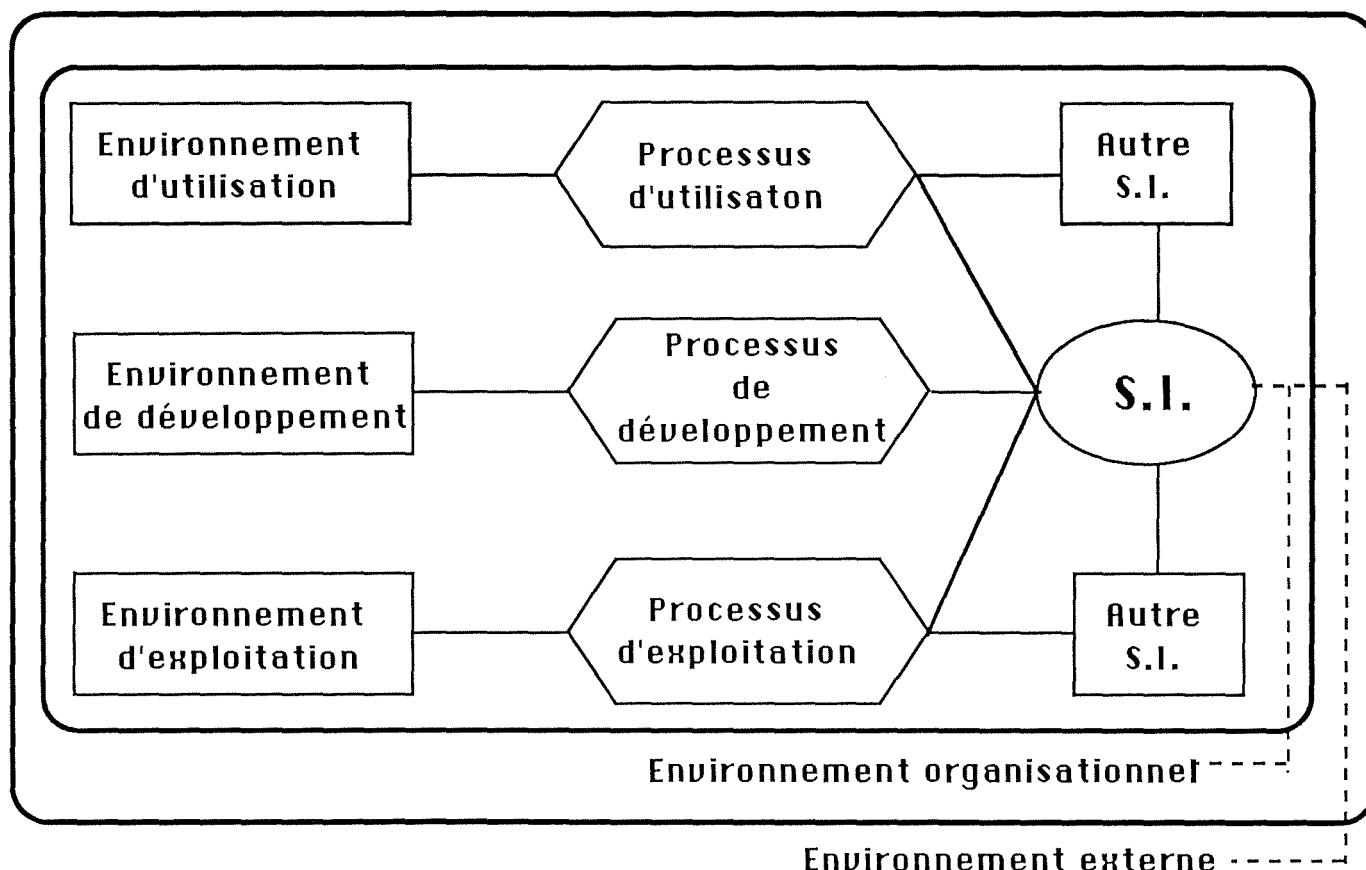 Environnement
d'utilisation
Processus
d'utilisaton
Autre
S.I.
Environnement
de développement
Processus
de
développement
S.I.
Environnement
d'exploitation
Processus
d'exploitation
Autre
S.I.
Environnement organisationnel
Environnement externe